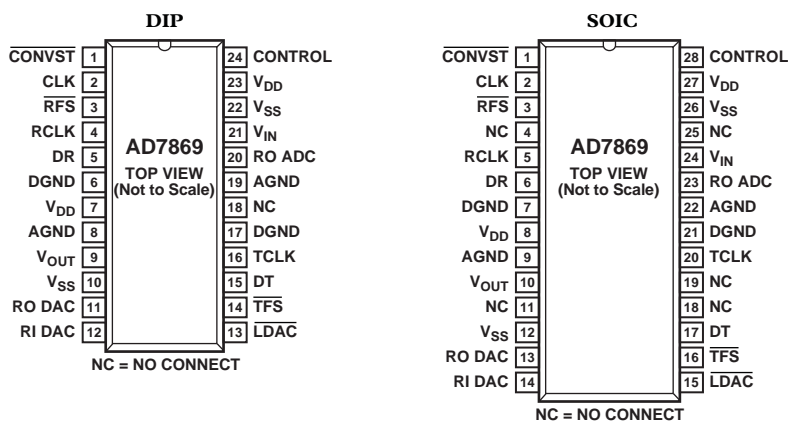 DIP
CONVST 1 24 CONTROL
CLK 2 23 VDD
RFS 3 22 VSS
RCLK 4 21 VIN
DR 5 20 RO ADC
DGND 6 19 AGND
VDD 7 18 NC
AGND 8 17 DGND
VOUT 9 16 TCLK
VSS 10 15 DT
RO DAC 11 14 TFS
RI DAC 12 13 LDAC
AD7869
TOP VIEW
(Not to Scale)
NC = NO CONNECT
SOIC
CONVST 1 28 CONTROL
CLK 2 27 VDD
RFS 3 26 VSS
NC 4 25 NC
RCLK 5 24 VIN
DR 6 23 RO ADC
DGND 7 22 AGND
VDD 8 21 DGND
AGND 9 20 TCLK
VOUT 10 19 NC
NC 11 18 NC
VSS 12 17 DT
RO DAC 13 16 TFS
RI DAC 14 15 LDAC
AD7869
TOP VIEW
(Not to Scale)
NC = NO CONNECT